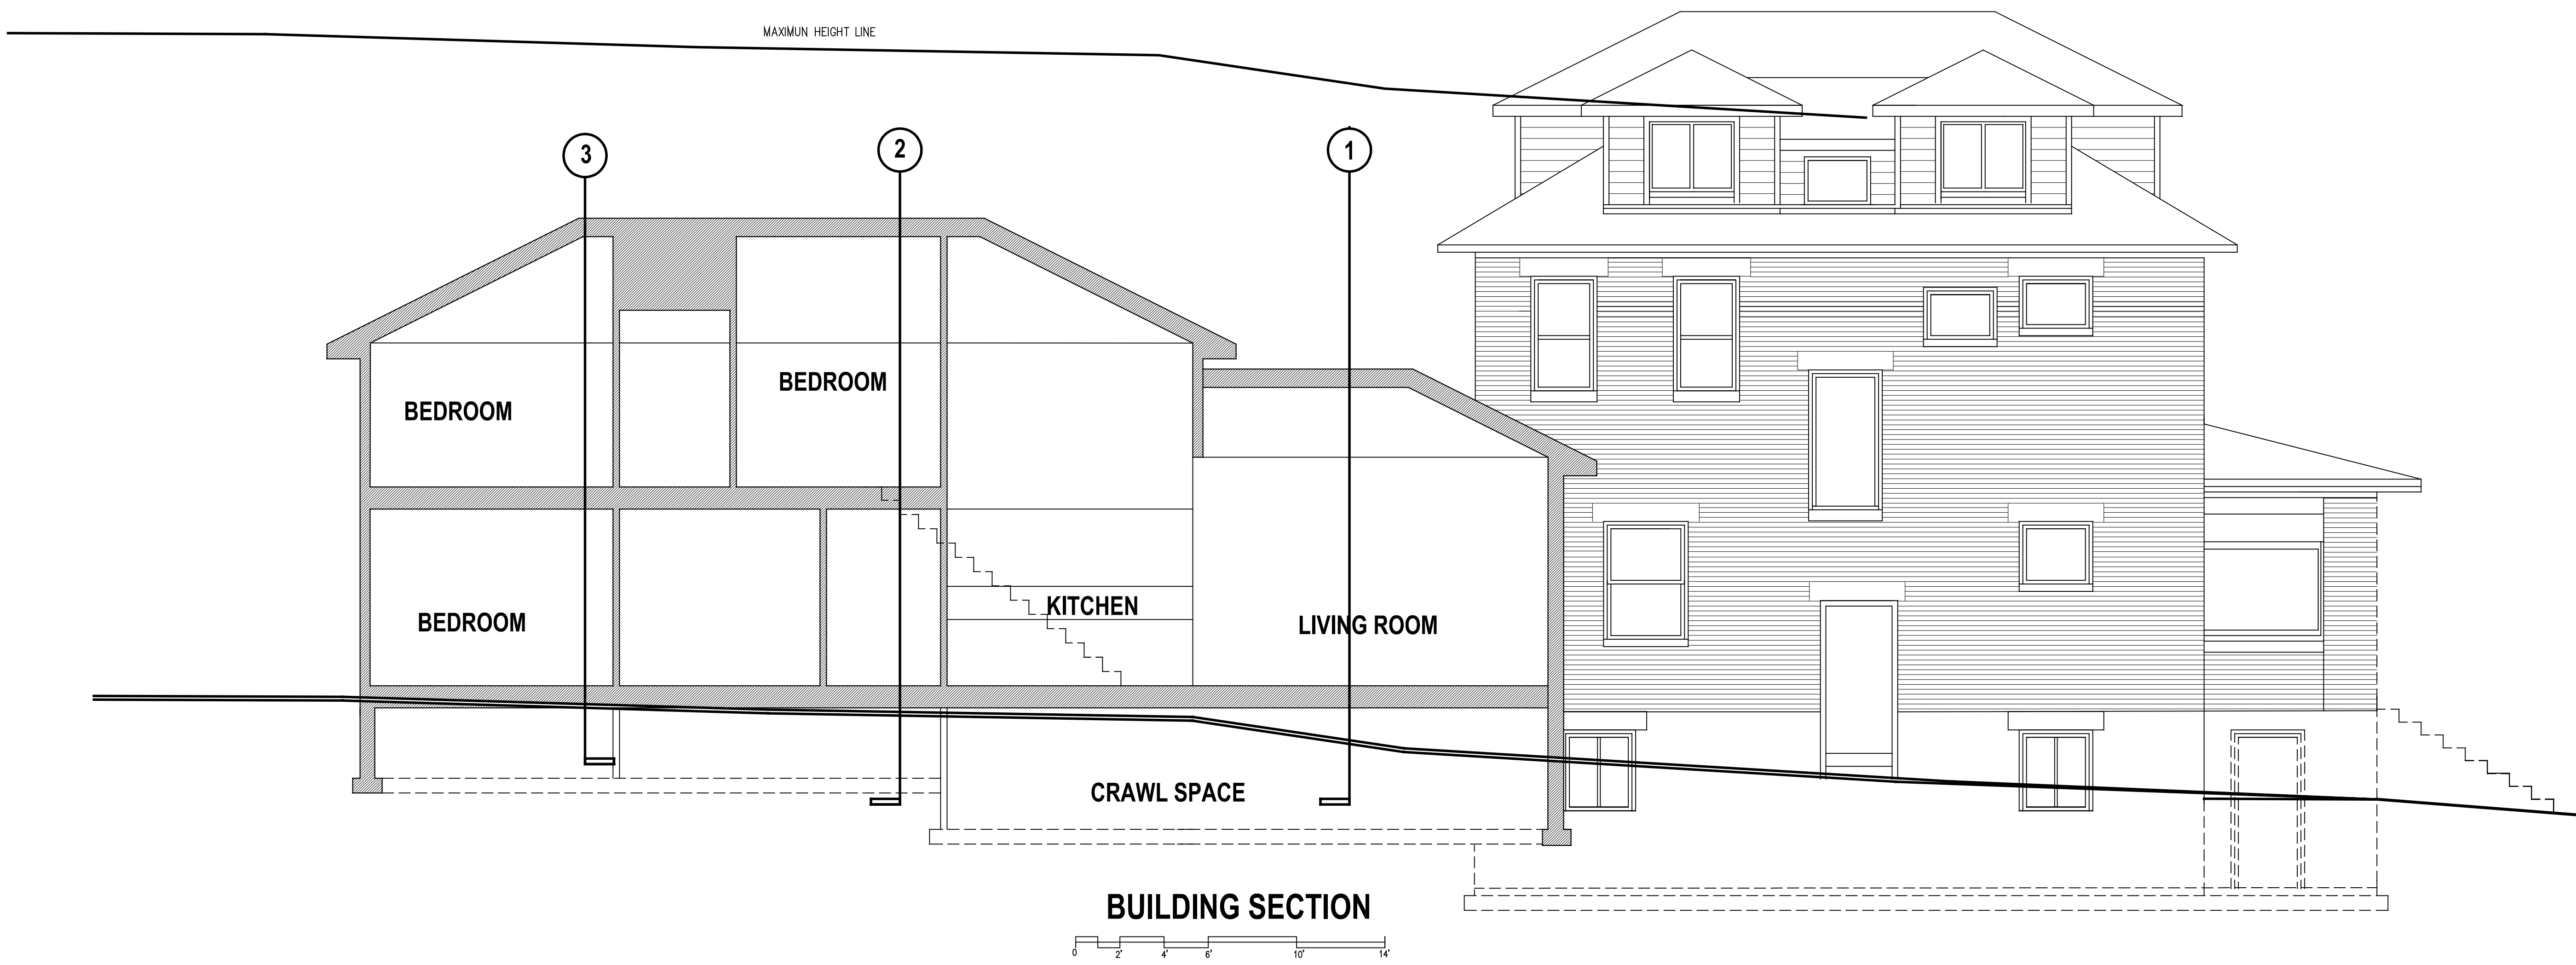 MAXIMUN HEIGHT LINE
3
2
1
BEDROOM
BEDROOM
BEDROOM
KITCHEN
LIVING ROOM
CRAWL SPACE
BUILDING SECTION
0 2' 4' 6' 10' 14'